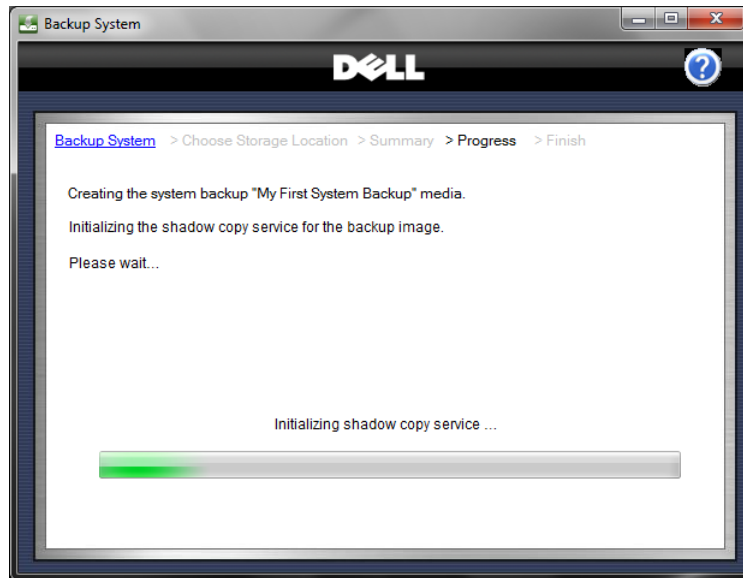 Backup System
DELL
?
Backup System > Choose Storage Location > Summary > Progress > Finish
Creating the system backup "My First System Backup" media.
Initializing the shadow copy service for the backup image.
Please wait...
Initializing shadow copy service ...